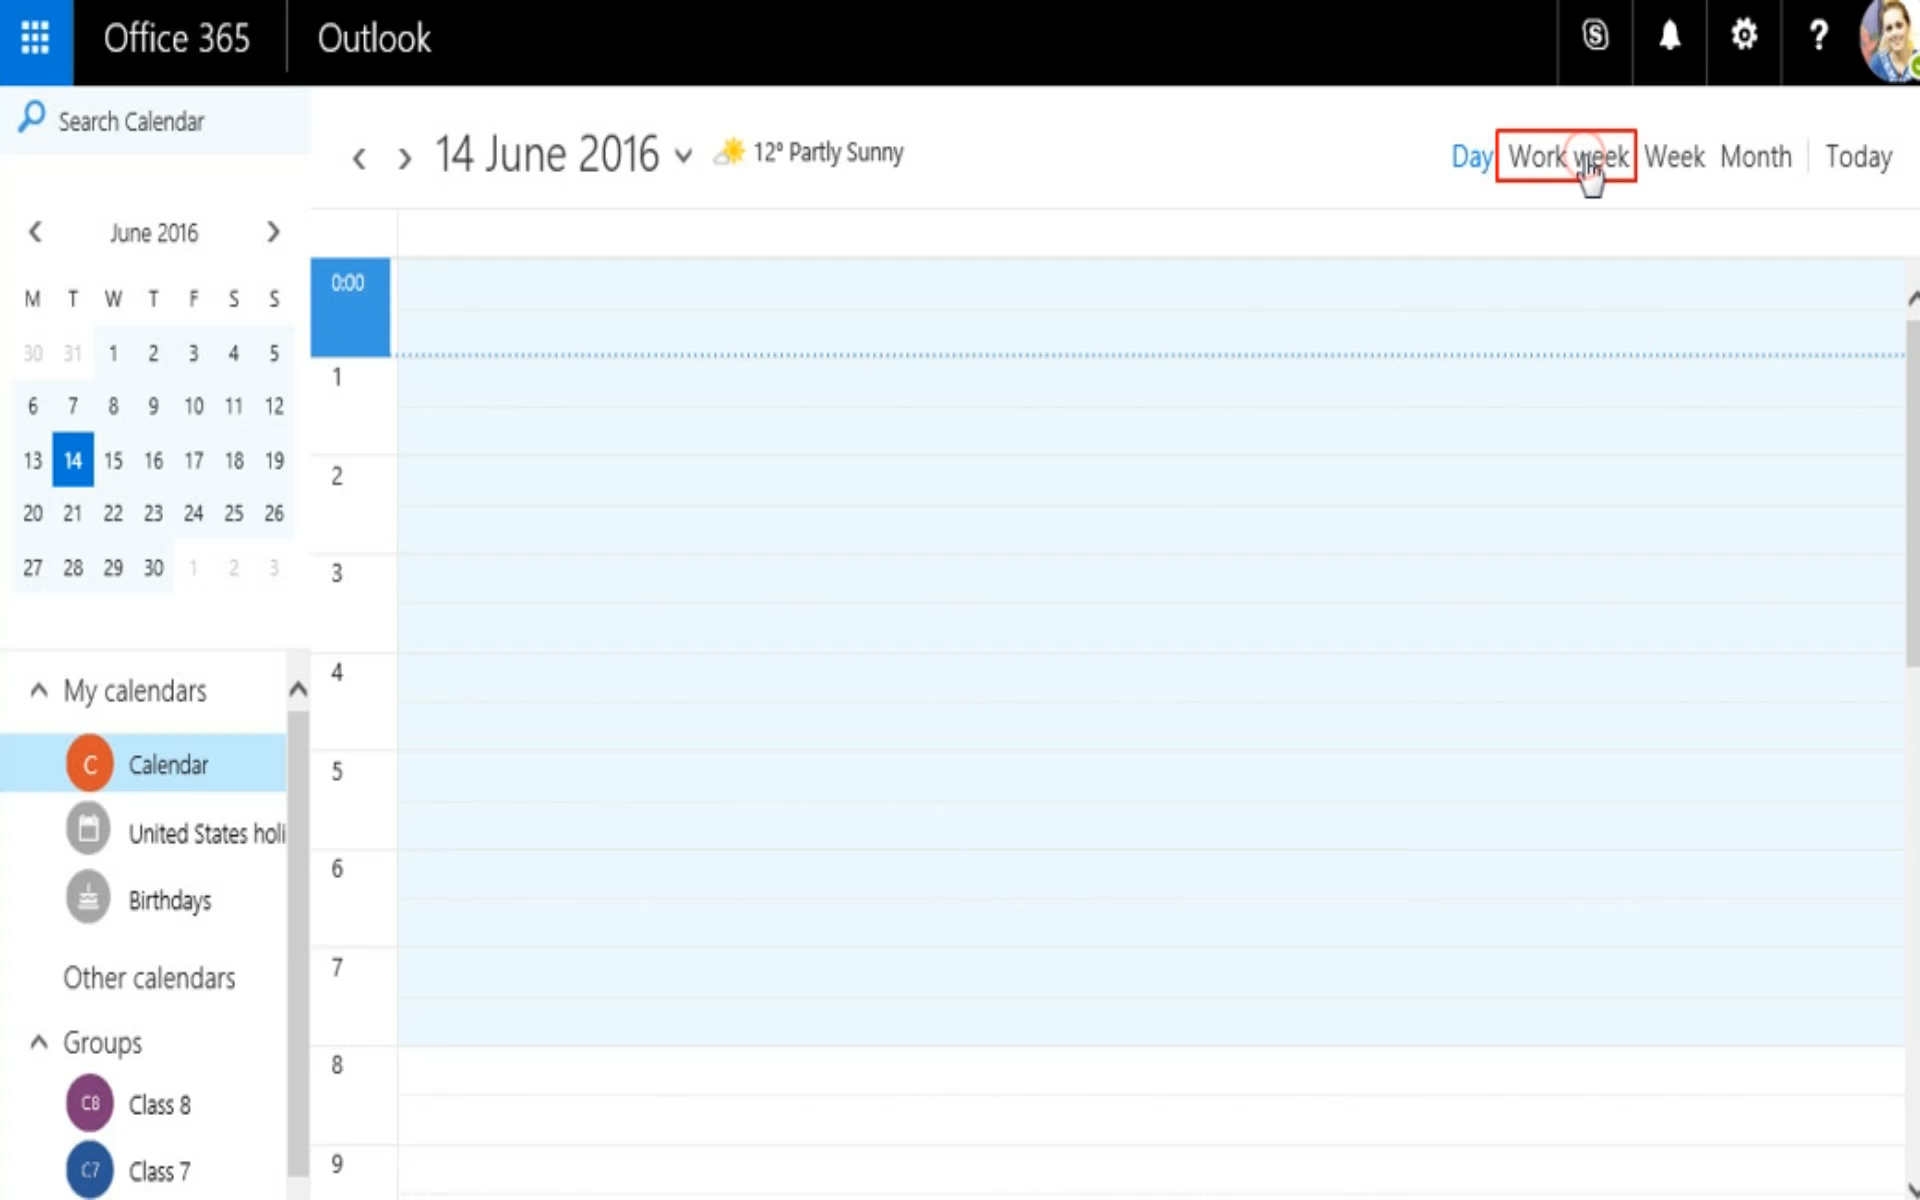 Office 365 Outlook
Search Calendar
14 June 2016 12° Partly Sunny
Day Work week Week Month Today
June 2016
M T W T F S S
30 31 1 2 3 4 5
6 7 8 9 10 11 12
13 14 15 16 17 18 19
20 21 22 23 24 25 26
27 28 29 30 1 2 3
My calendars
C Calendar
United States holi
Birthdays
Other calendars
Groups
C8 Class 8
C7 Class 7
0:00
1
2
3
4
5
6
7
8
9